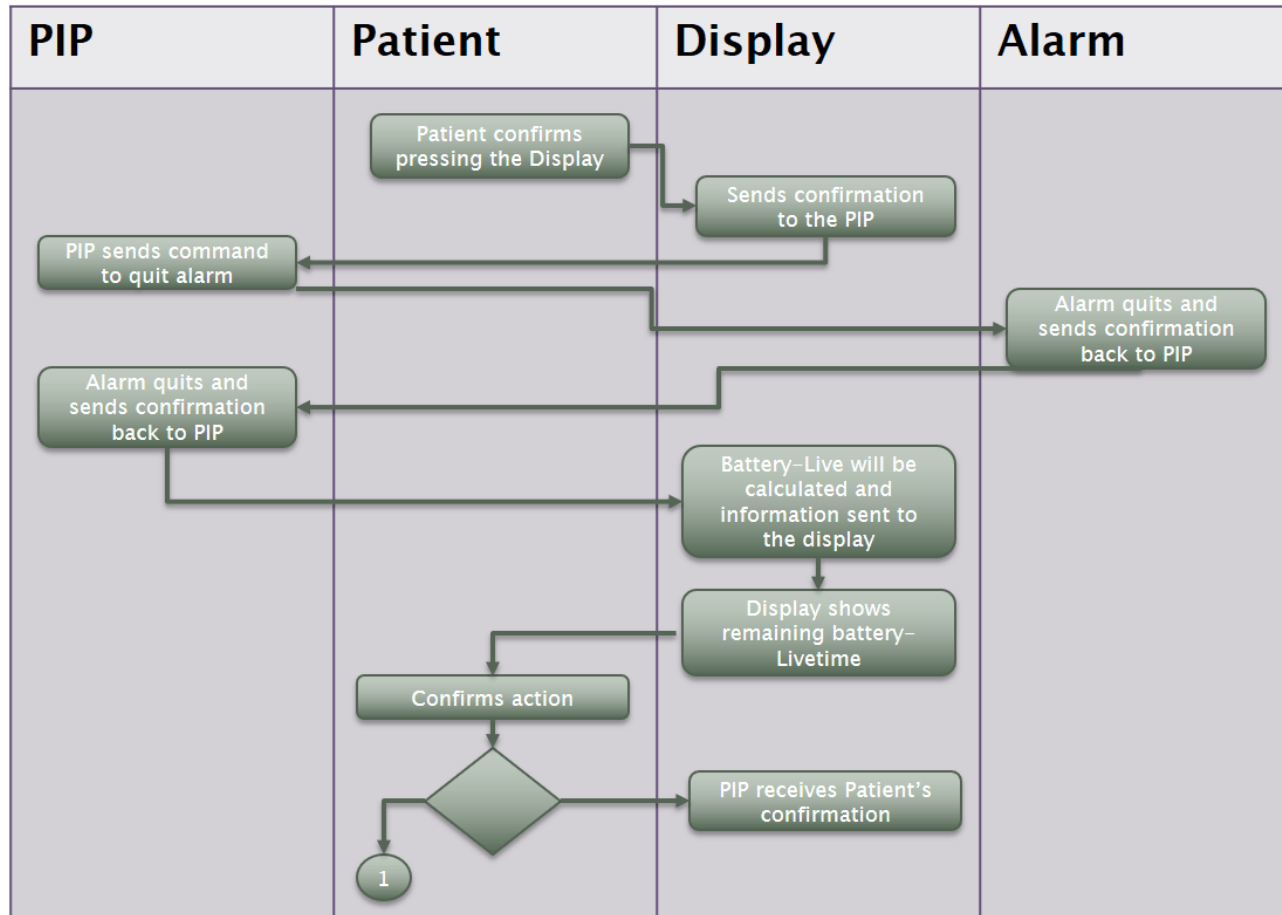 PIP
Patient
Display
Alarm
Patient confirms
pressing the Display
Sends confirmation
to the PIP
PIP sends command
to quit alarm
Alarm quits and
sends confirmation
back to PIP
Alarm quits and
sends confirmation
back to PIP
Battery-Live will be
calculated and
information sent to
the display
Display shows
remaining battery-
Livetime
Confirms action
PIP receives Patient's
confirmation
1